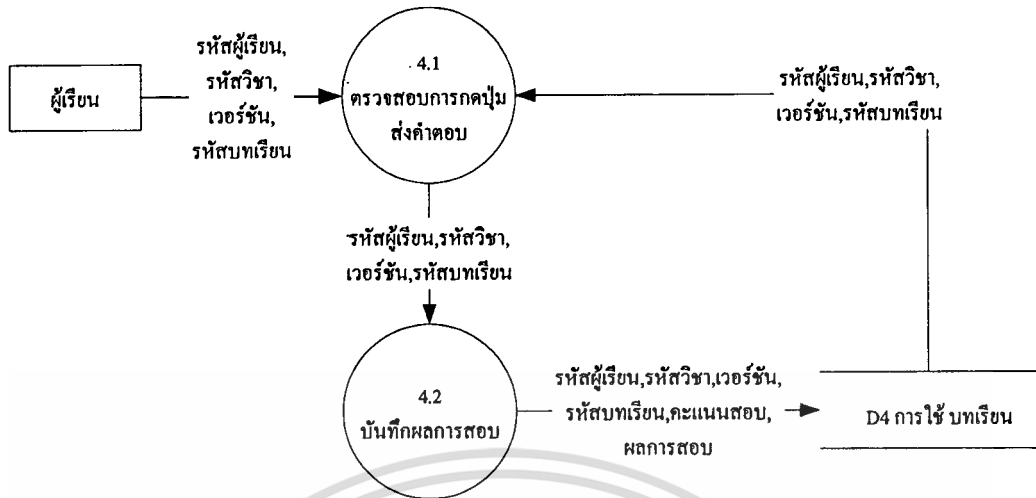 ผู้เรียน
รหัสผู้เรียน,
รหัสวิชา,
เวอร์ชัน,
รหัสบทเรียน
4.1
ตรวจสอบการกดปุ่ม
ส่งคำตอบ
รหัสผู้เรียน,รหัสวิชา,
เวอร์ชัน,รหัสบทเรียน
รหัสผู้เรียน,รหัสวิชา,
เวอร์ชัน,รหัสบทเรียน
4.2
บันทึกผลการสอบ
รหัสผู้เรียน,รหัสวิชา,เวอร์ชัน,
รหัสบทเรียน,คะแนนสอบ,
ผลการสอบ
D4 การใช้ บทเรียน